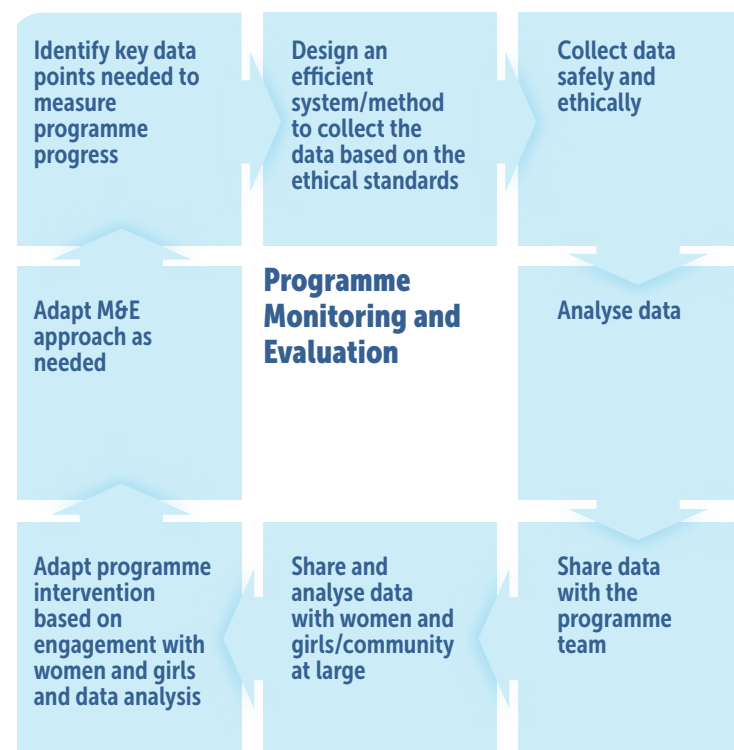 Identify key data
points needed to
measure
programme
progress
Design an
efficient
system/method
to collect the
data based on the
ethical standards
Collect data
safely and
ethically
Adapt M&E
approach as
needed
Programme
Monitoring and
Evaluation
Analyse data
Adapt programme
intervention
based on
engagement with
women and girls
and data analysis
Share and
analyse data
with women and
girls/community
at large
Share data
with the
programme
team